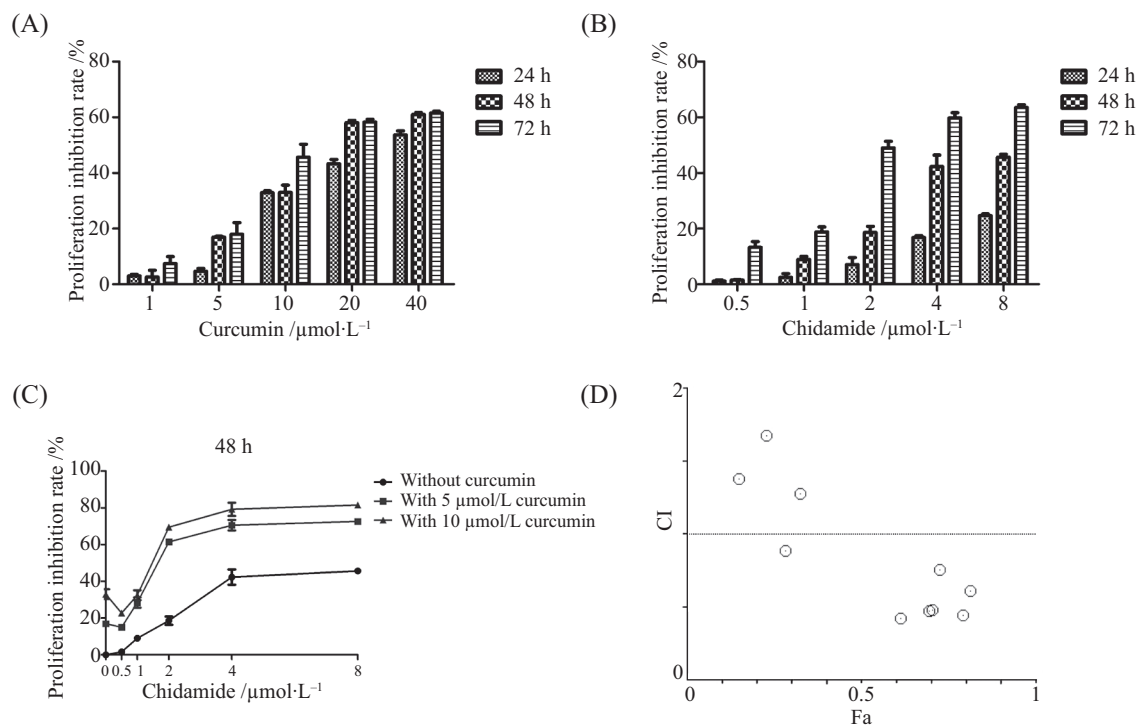 (A)
Proliferation inhibition rate /%
80
60
40
20
0
1 5 10 20 40
Curcumin /µmol·L⁻¹
24 h
48 h
72 h
(B)
Proliferation inhibition rate /%
80
60
40
20
0
0.5 1 2 4 8
Chidamide /µmol·L⁻¹
24 h
48 h
72 h
(C)
48 h
Proliferation inhibition rate /%
100
80
60
40
20
0
0 0.5 1 2 4 8
Chidamide /µmol·L⁻¹
Without curcumin
With 5 µmol/L curcumin
With 10 µmol/L curcumin
(D)
2
CI
0
0 0.5 1
Fa